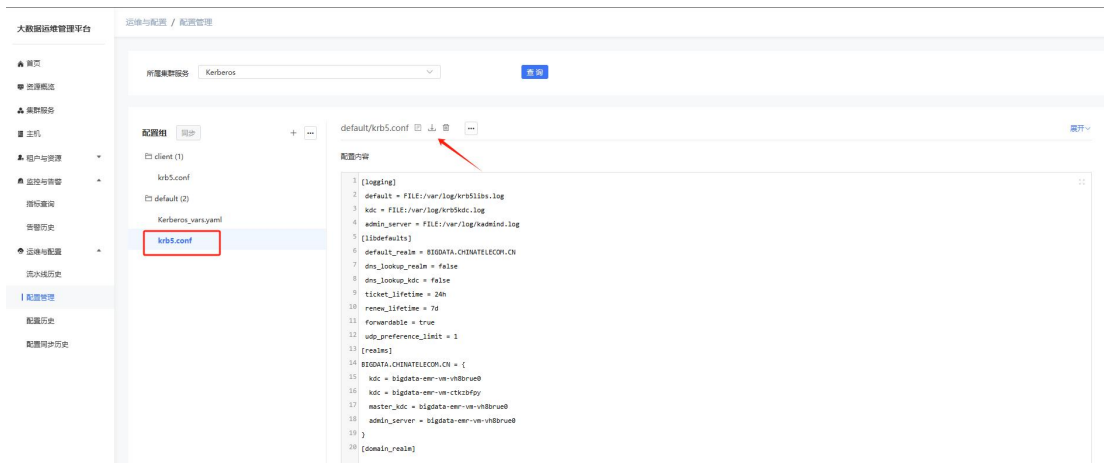 大数据运维管理平台
运维与配置 / 配置管理
首页
资源概览
集群服务
主机
租户与资源
监控与告警
指标查询
告警历史
运维与配置
流水线历史
配置管理
配置历史
配置同步历史
所属集群服务 Kerberos 查询
配置组 同步 + ...
client (1)
krb5.conf
default (2)
Kerberos_vars.yaml
krb5.conf
default/krb5.conf ... 展开
配置内容
1 [logging]
2 default = FILE:/var/log/krb5libs.log
3 kdc = FILE:/var/log/krb5kdc.log
4 admin_server = FILE:/var/log/kadmind.log
5 [libdefaults]
6 default_realm = BIGDATA.CHINATELECOM.CN
7 dns_lookup_realm = false
8 dns_lookup_kdc = false
9 ticket_lifetime = 24h
10 renew_lifetime = 7d
11 forwardable = true
12 udp_preference_limit = 1
13 [realms]
14 BIGDATA.CHINATELECOM.CN = {
15 kdc = bigdata-emr-vm-vh8brue0
16 kdc = bigdata-emr-vm-ctkzbfpy
17 master_kdc = bigdata-emr-vm-vh8brue0
18 admin_server = bigdata-emr-vm-vh8brue0
19 }
20 [domain_realm]